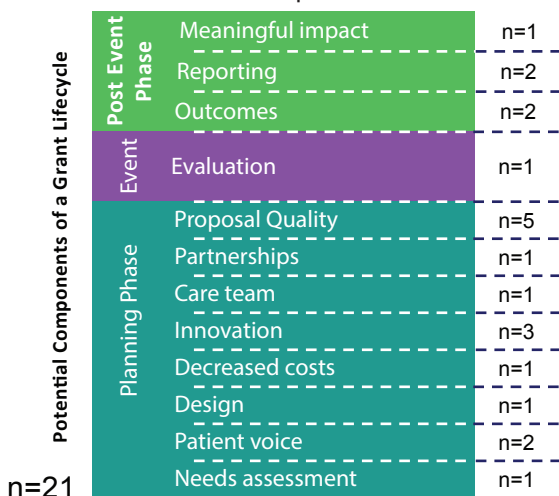 Potential Components of a Grant Lifecycle
Post Event
Phase
Meaningful impact n=1
Reporting n=2
Outcomes n=2
Event
Evaluation n=1
Planning Phase
Proposal Quality n=5
Partnerships n=1
Care team n=1
Innovation n=3
Decreased costs n=1
Design n=1
Patient voice n=2
Needs assessment n=1
n=21